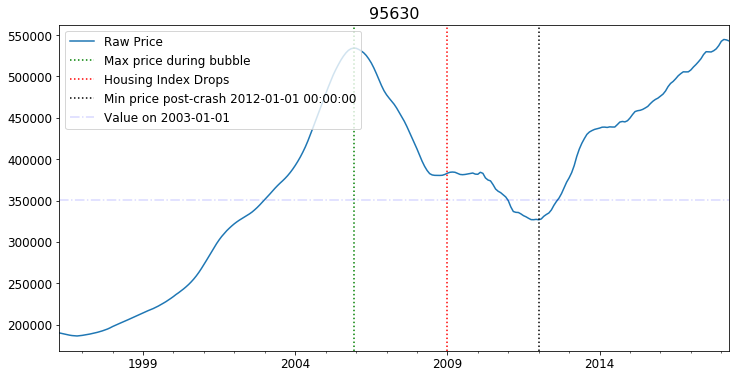 95630
550000
500000
450000
400000
350000
300000
250000
200000
Raw Price
Max price during bubble
Housing Index Drops
Min price post-crash 2012-01-01 00:00:00
Value on 2003-01-01
1999
2004
2009
2014